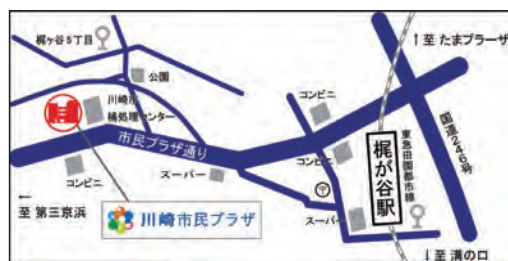 梶ケ谷5丁目
公園
川崎市
橘処理センター
市民プラザ通り
コンビニ
スーパー
←
至 第三京浜
川崎市民プラザ
コンビニ
コンビニ
スーパー
〒
梶が谷駅
東急田園都市線
国道246号
↑至 たまプラーザ
↓至 溝の口